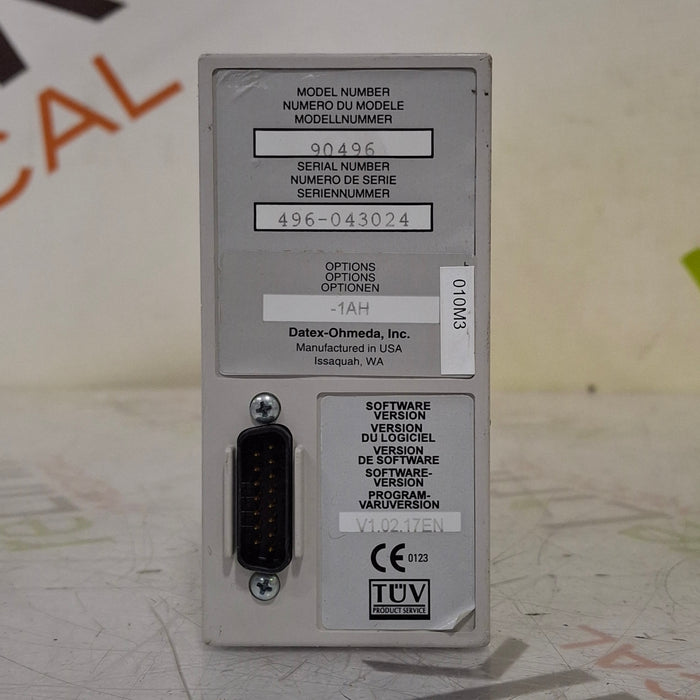 CAL
MODEL NUMBER
NUMERO DU MODELE
MODELLNUMMER
90496
SERIAL NUMBER
NUMERO DE SERIE
SERIENNUMMER
496-043024
OPTIONS
OPTIONS
OPTIONEN
-1AH
010M3
Datex-Ohmeda, Inc.
Manufactured in USA
Issaquah, WA
SOFTWARE
VERSION
VERSION
DU LOGICIEL
VERSION
DE SOFTWARE
SOFTWARE-
VERSION
PROGRAM-
VARUVERSION
V1.02.17EN
CE 0123
TÜV
PRODUCT SERVICE